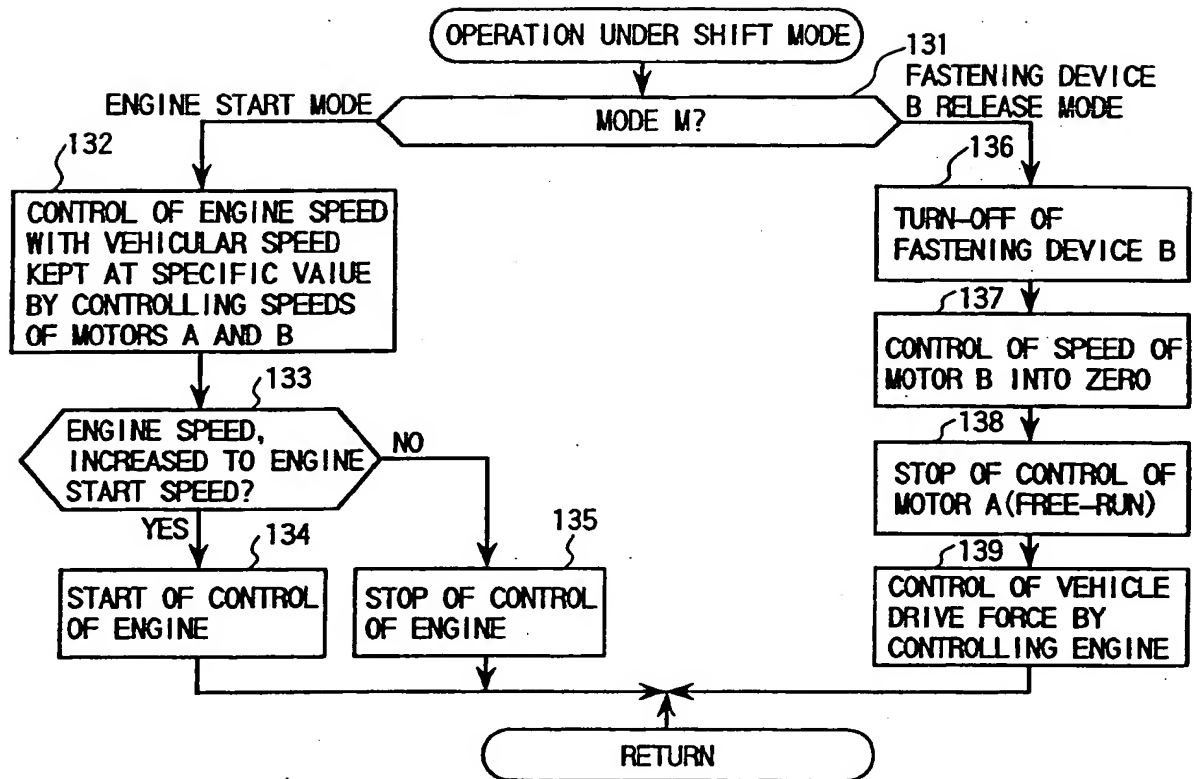 OPERATION UNDER SHIFT MODE
131
ENGINE START MODE
MODE M?
FASTENING DEVICE
B RELEASE MODE
132
CONTROL OF ENGINE SPEED
WITH VEHICULAR SPEED
KEPT AT SPECIFIC VAIUE
BY CONTROLLING SPEEDS
OF MOTORS A AND B
133
ENGINE SPEED,
INCREASED TO ENGINE
START SPEED?
NO
YES
134
START OF CONTROL
OF ENGINE
135
STOP OF CONTROL
OF ENGINE
136
TURN-OFF OF
FASTENING DEVICE B
137
CONTROL OF SPEED OF
MOTOR B INTO ZERO
138
STOP OF CONTROL OF
MOTOR A(FREE-RUN)
139
CONTROL OF VEHICLE
DRIVE FORCE BY
CONTROLLING ENGINE
RETURN